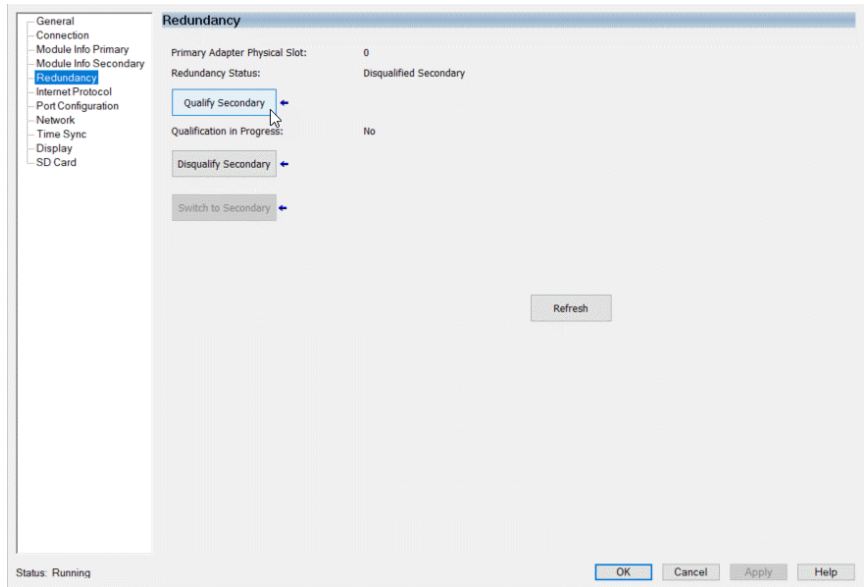 General
Connection
Module Info Primary
Module Info Secondary
Redundancy
Internet Protocol
Port Configuration
Network
Time Sync
Display
SD Card
Redundancy
Primary Adapter Physical Slot: 0
Redundancy Status: Disqualified Secondary
Qualify Secondary
Qualification in Progress: No
Disqualify Secondary
Switch to Secondary
Refresh
Status: Running
OK Cancel Apply Help